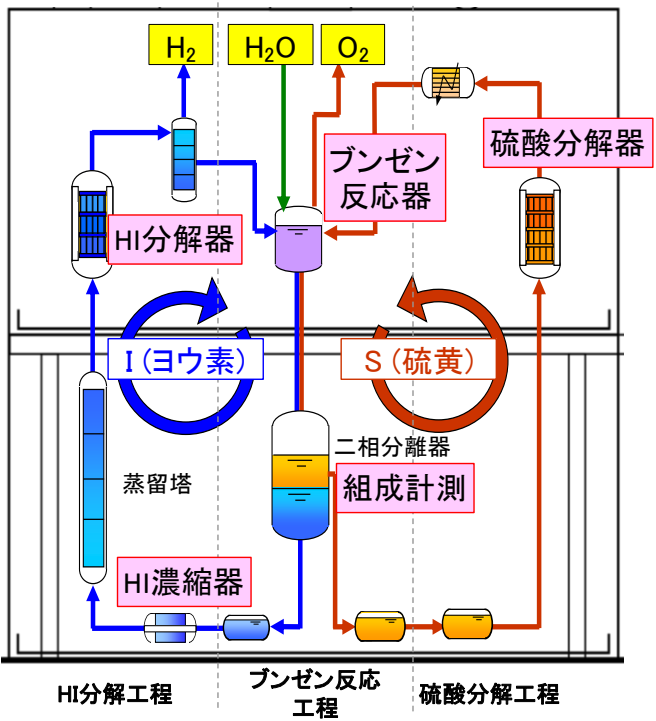 H2
H2O
O2
硫酸分解器
ブンゼン
反応器
HI分解器
I (ヨウ素)
S (硫黄)
二相分離器
組成計測
蒸留塔
HI濃縮器
HI分解工程
ブンゼン反応
工程
硫酸分解工程